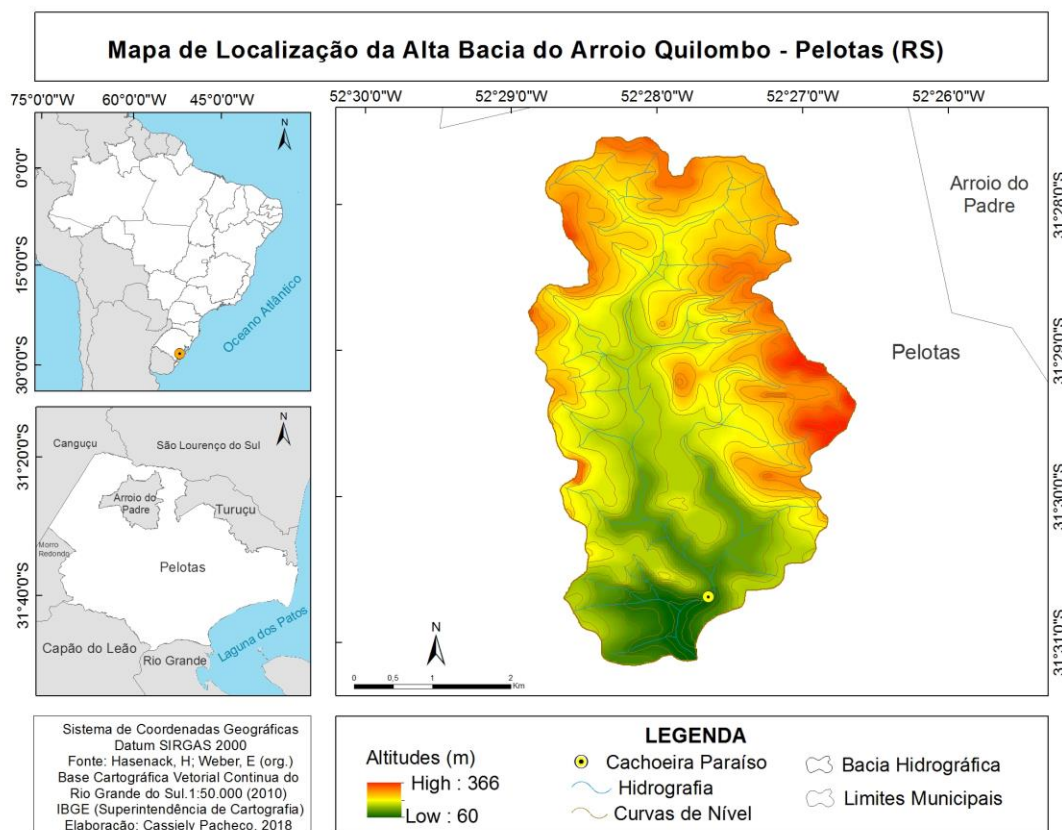 Mapa de Localização da Alta Bacia do Arroio Quilombo - Pelotas (RS)
75°0'0"W 60°0'0"W 45°0'0"W
N
0°0'0"
15°0'0"S
30°0'0"S
Oceano Atlântico
N
31°20'0"S
31°40'0"S
Canguçu
São Lourenço do Sul
Arroio do
Padre
Turuçu
Morro
Redondo
Pelotas
Capão do Leão
Rio Grande
Laguna dos Patos
52°30'0"W 52°29'0"W 52°28'0"W 52°27'0"W 52°26'0"W
Arroio do
Padre
Pelotas
31°28'0"S
31°29'0"S
31°30'0"S
31°31'0"S
N
0 0,5 1 2
Km
Sistema de Coordenadas Geográficas
Datum SIRGAS 2000
Fonte: Hasenack, H; Weber, E (org.)
Base Cartográfica Vetorial Continua do
Rio Grande do Sul.1:50.000 (2010)
IBGE (Superintendência de Cartografia)
Elaboração: Cassiely Pacheco, 2018
LEGENDA
Altitudes (m)
High : 366
Low : 60
Cachoeira Paraíso
Hidrografia
Curvas de Nível
Bacia Hidrográfica
Limites Municipais